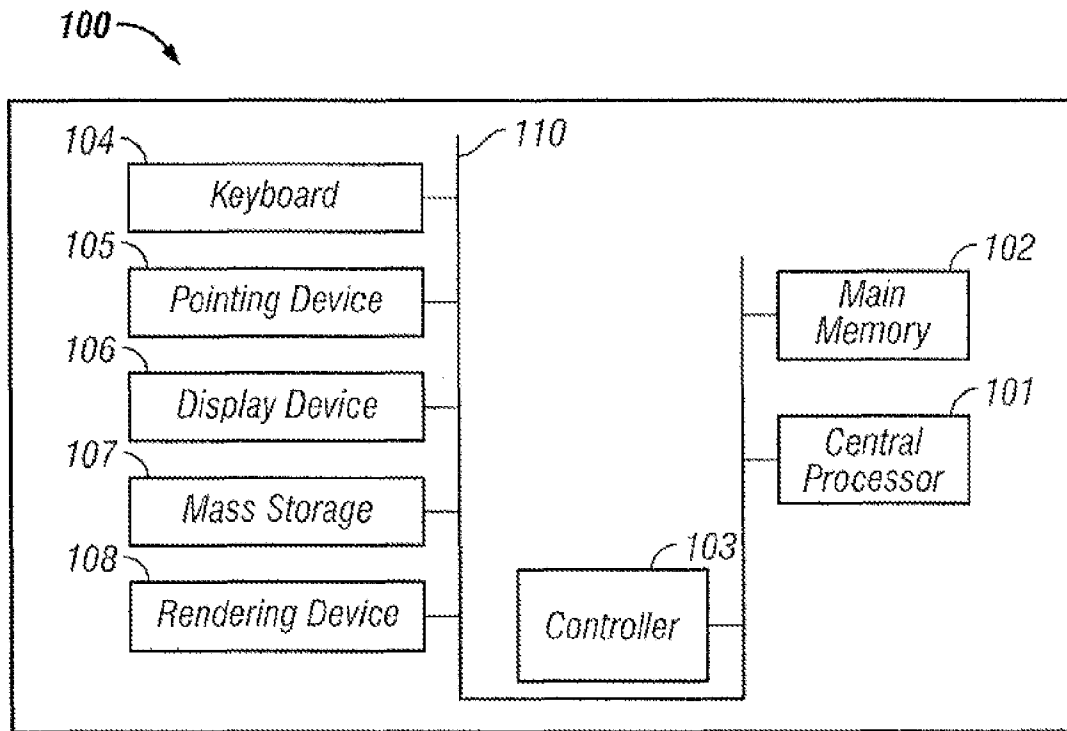 100
104
Keyboard
110
105
Pointing Device
102
Main
Memory
106
Display Device
101
Central
Processor
107
Mass Storage
103
Controller
108
Rendering Device